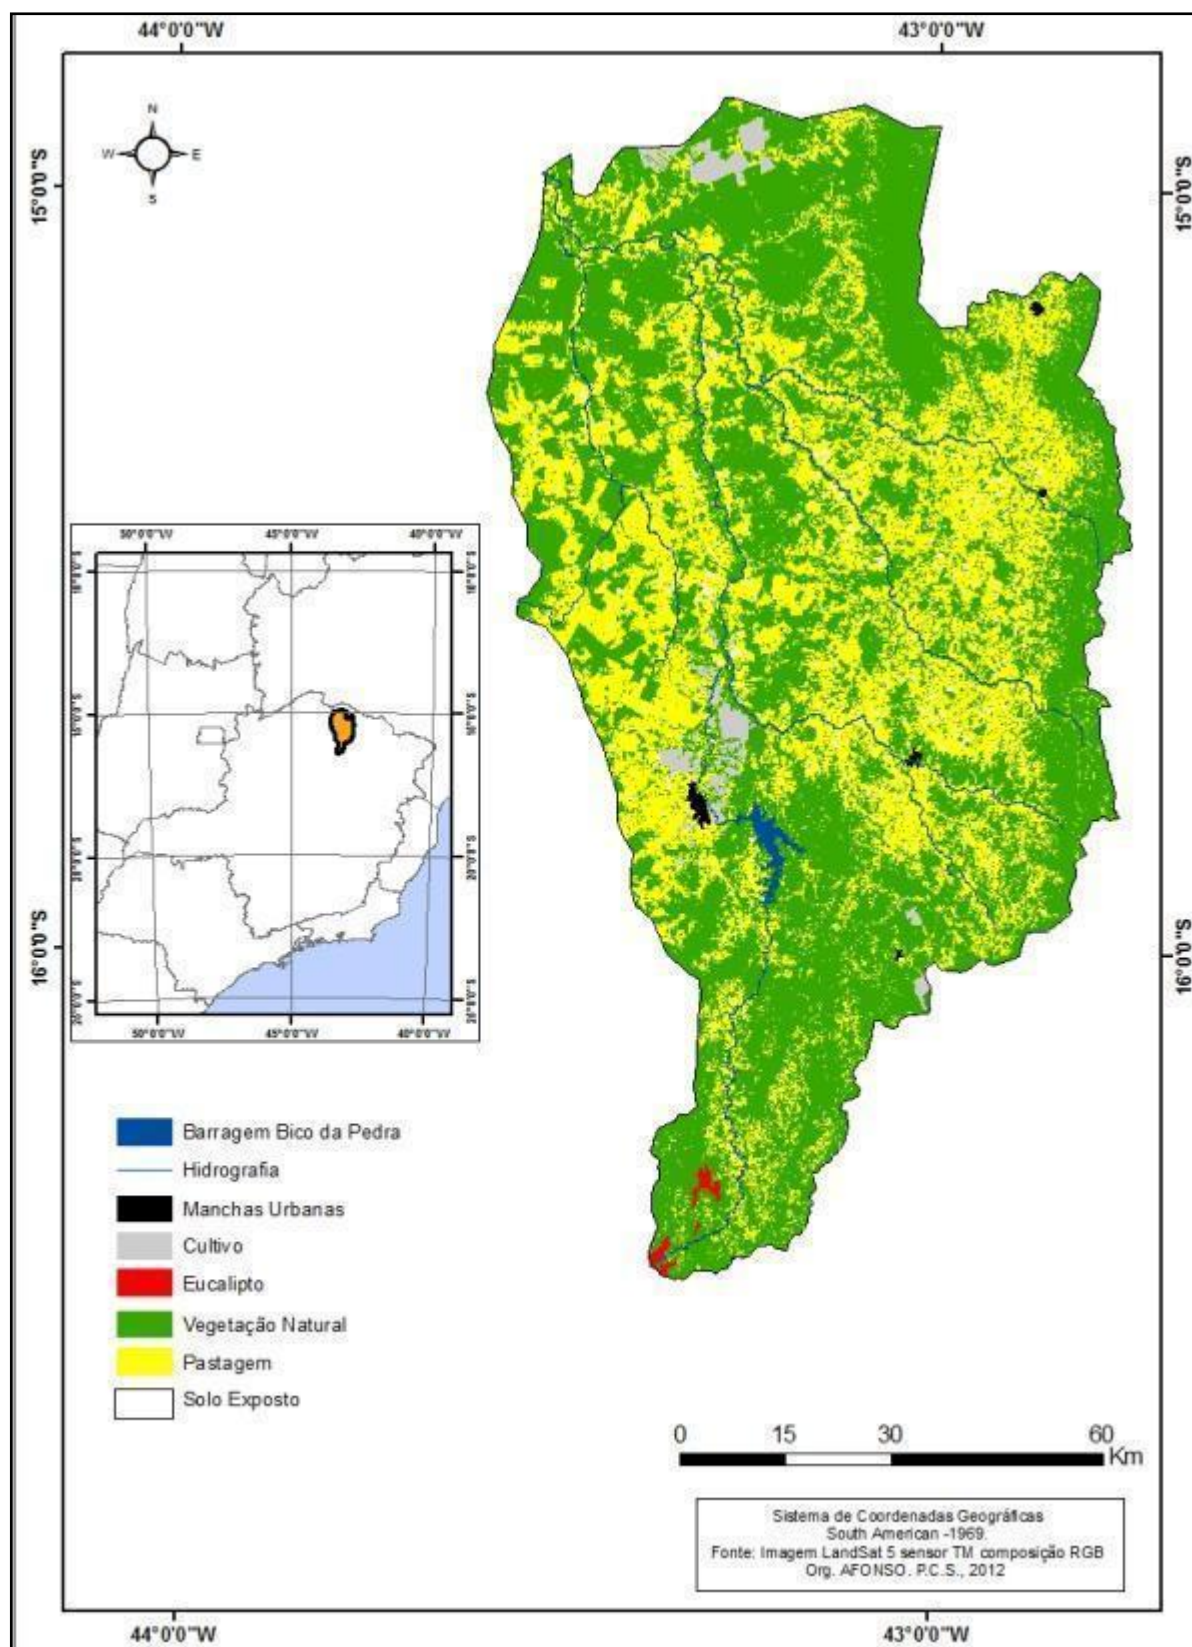 44°0'0"W
43°0'0"W
N
W
E
S
15°0'0"S
15°0'0"S
50°0'0"W
45°0'0"W
40°0'0"W
20°0'0"S
50°0'0"W
45°0'0"W
40°0'0"W
16°0'0"S
16°0'0"S
Barragem Bico da Pedra
Hidrografia
Manchas Urbanas
Cultivo
Eucalipto
Vegetação Natural
Pastagem
Solo Exposto
0 15 30 60
Km
Sistema de Coordenadas Geográficas
South American -1969.
Fonte: Imagem LandSat 5 sensor TM composição RGB
Org. AFONSO. P.C.S., 2012
44°0'0"W
43°0'0"W